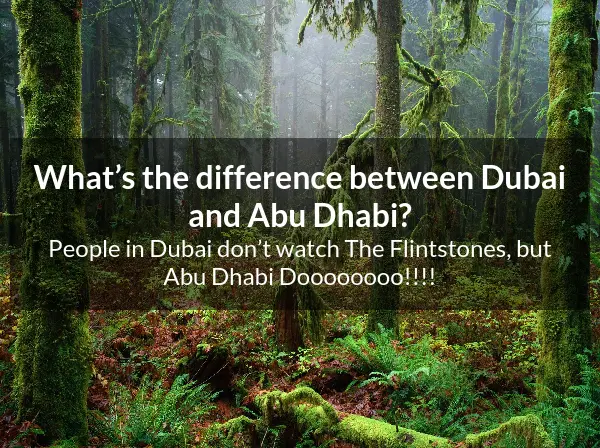 What’s the difference between Dubai
and Abu Dhabi?
People in Dubai don’t watch The Flintstones, but
Abu Dhabi Doooooooo!!!!